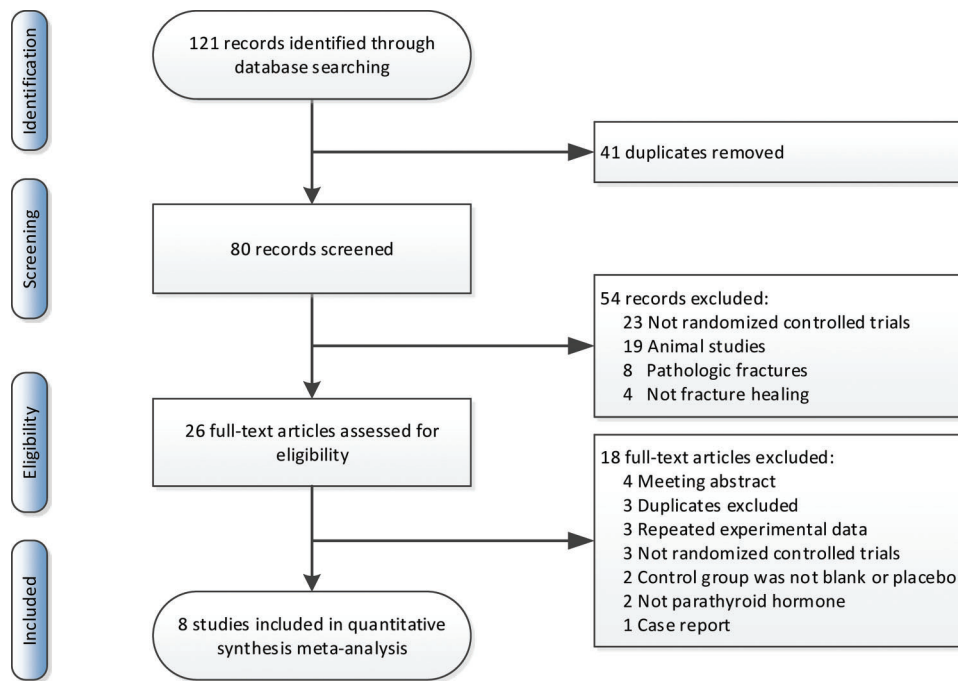 Identification
121 records identified through
database searching
41 duplicates removed
Screening
80 records screened
54 records excluded:
23 Not randomized controlled trials
19 Animal studies
8 Pathologic fractures
4 Not fracture healing
Eligibility
26 full-text articles assessed for
eligibility
18 full-text articles excluded:
4 Meeting abstract
3 Duplicates excluded
3 Repeated experimental data
3 Not randomized controlled trials
2 Control group was not blank or placebo
2 Not parathyroid hormone
1 Case report
Included
8 studies included in quantitative
synthesis meta-analysis